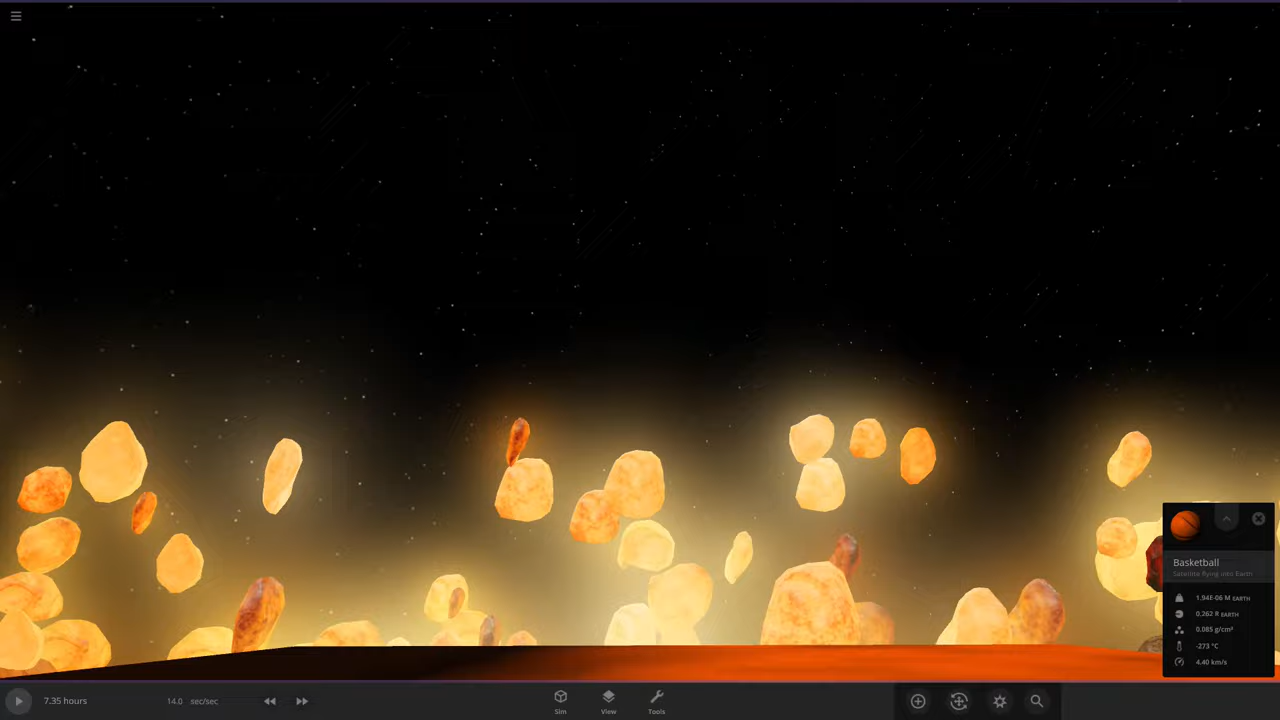 Basketball
Satellite flying into Earth
1.94E-06 M EARTH
0.262 R EARTH
0.085 g/cm³
-273 °C
4.40 km/s
7.35 hours
14.0 sec/sec
Sim
View
Tools